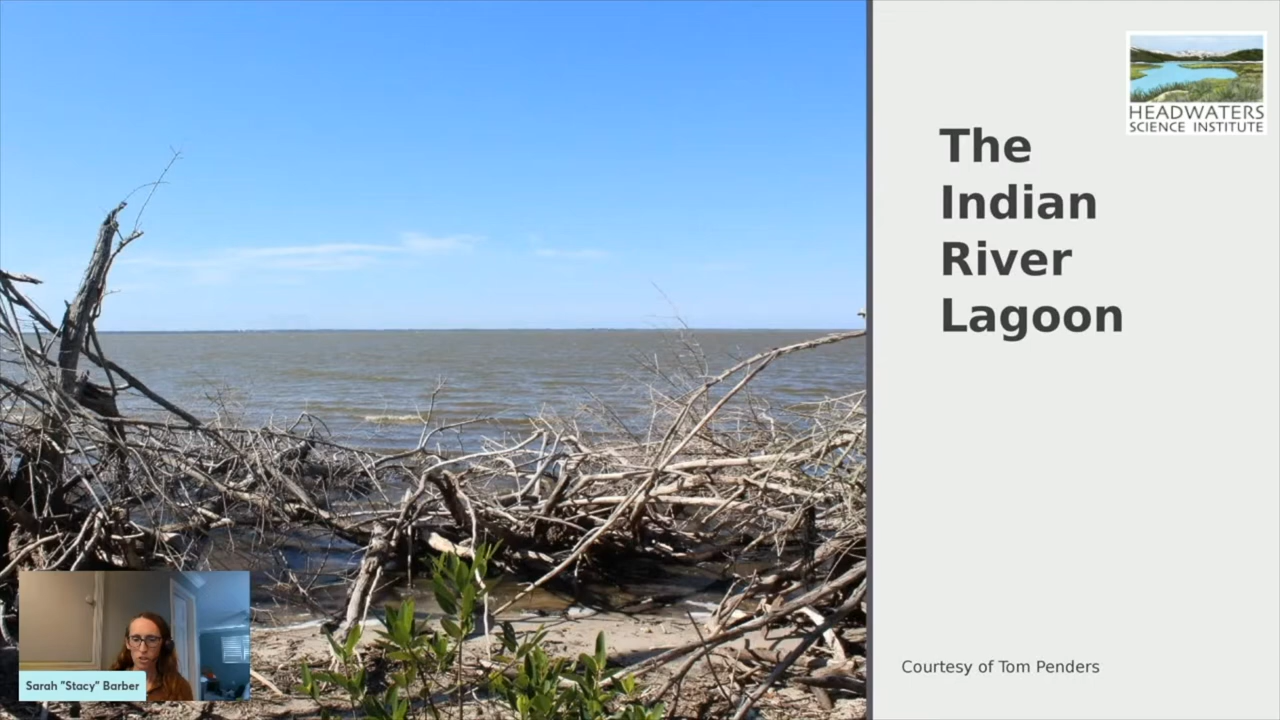 HEADWATERS
SCIENCE INSTITUTE
The
Indian
River
Lagoon
Courtesy of Tom Penders
Sarah "Stacy" Barber